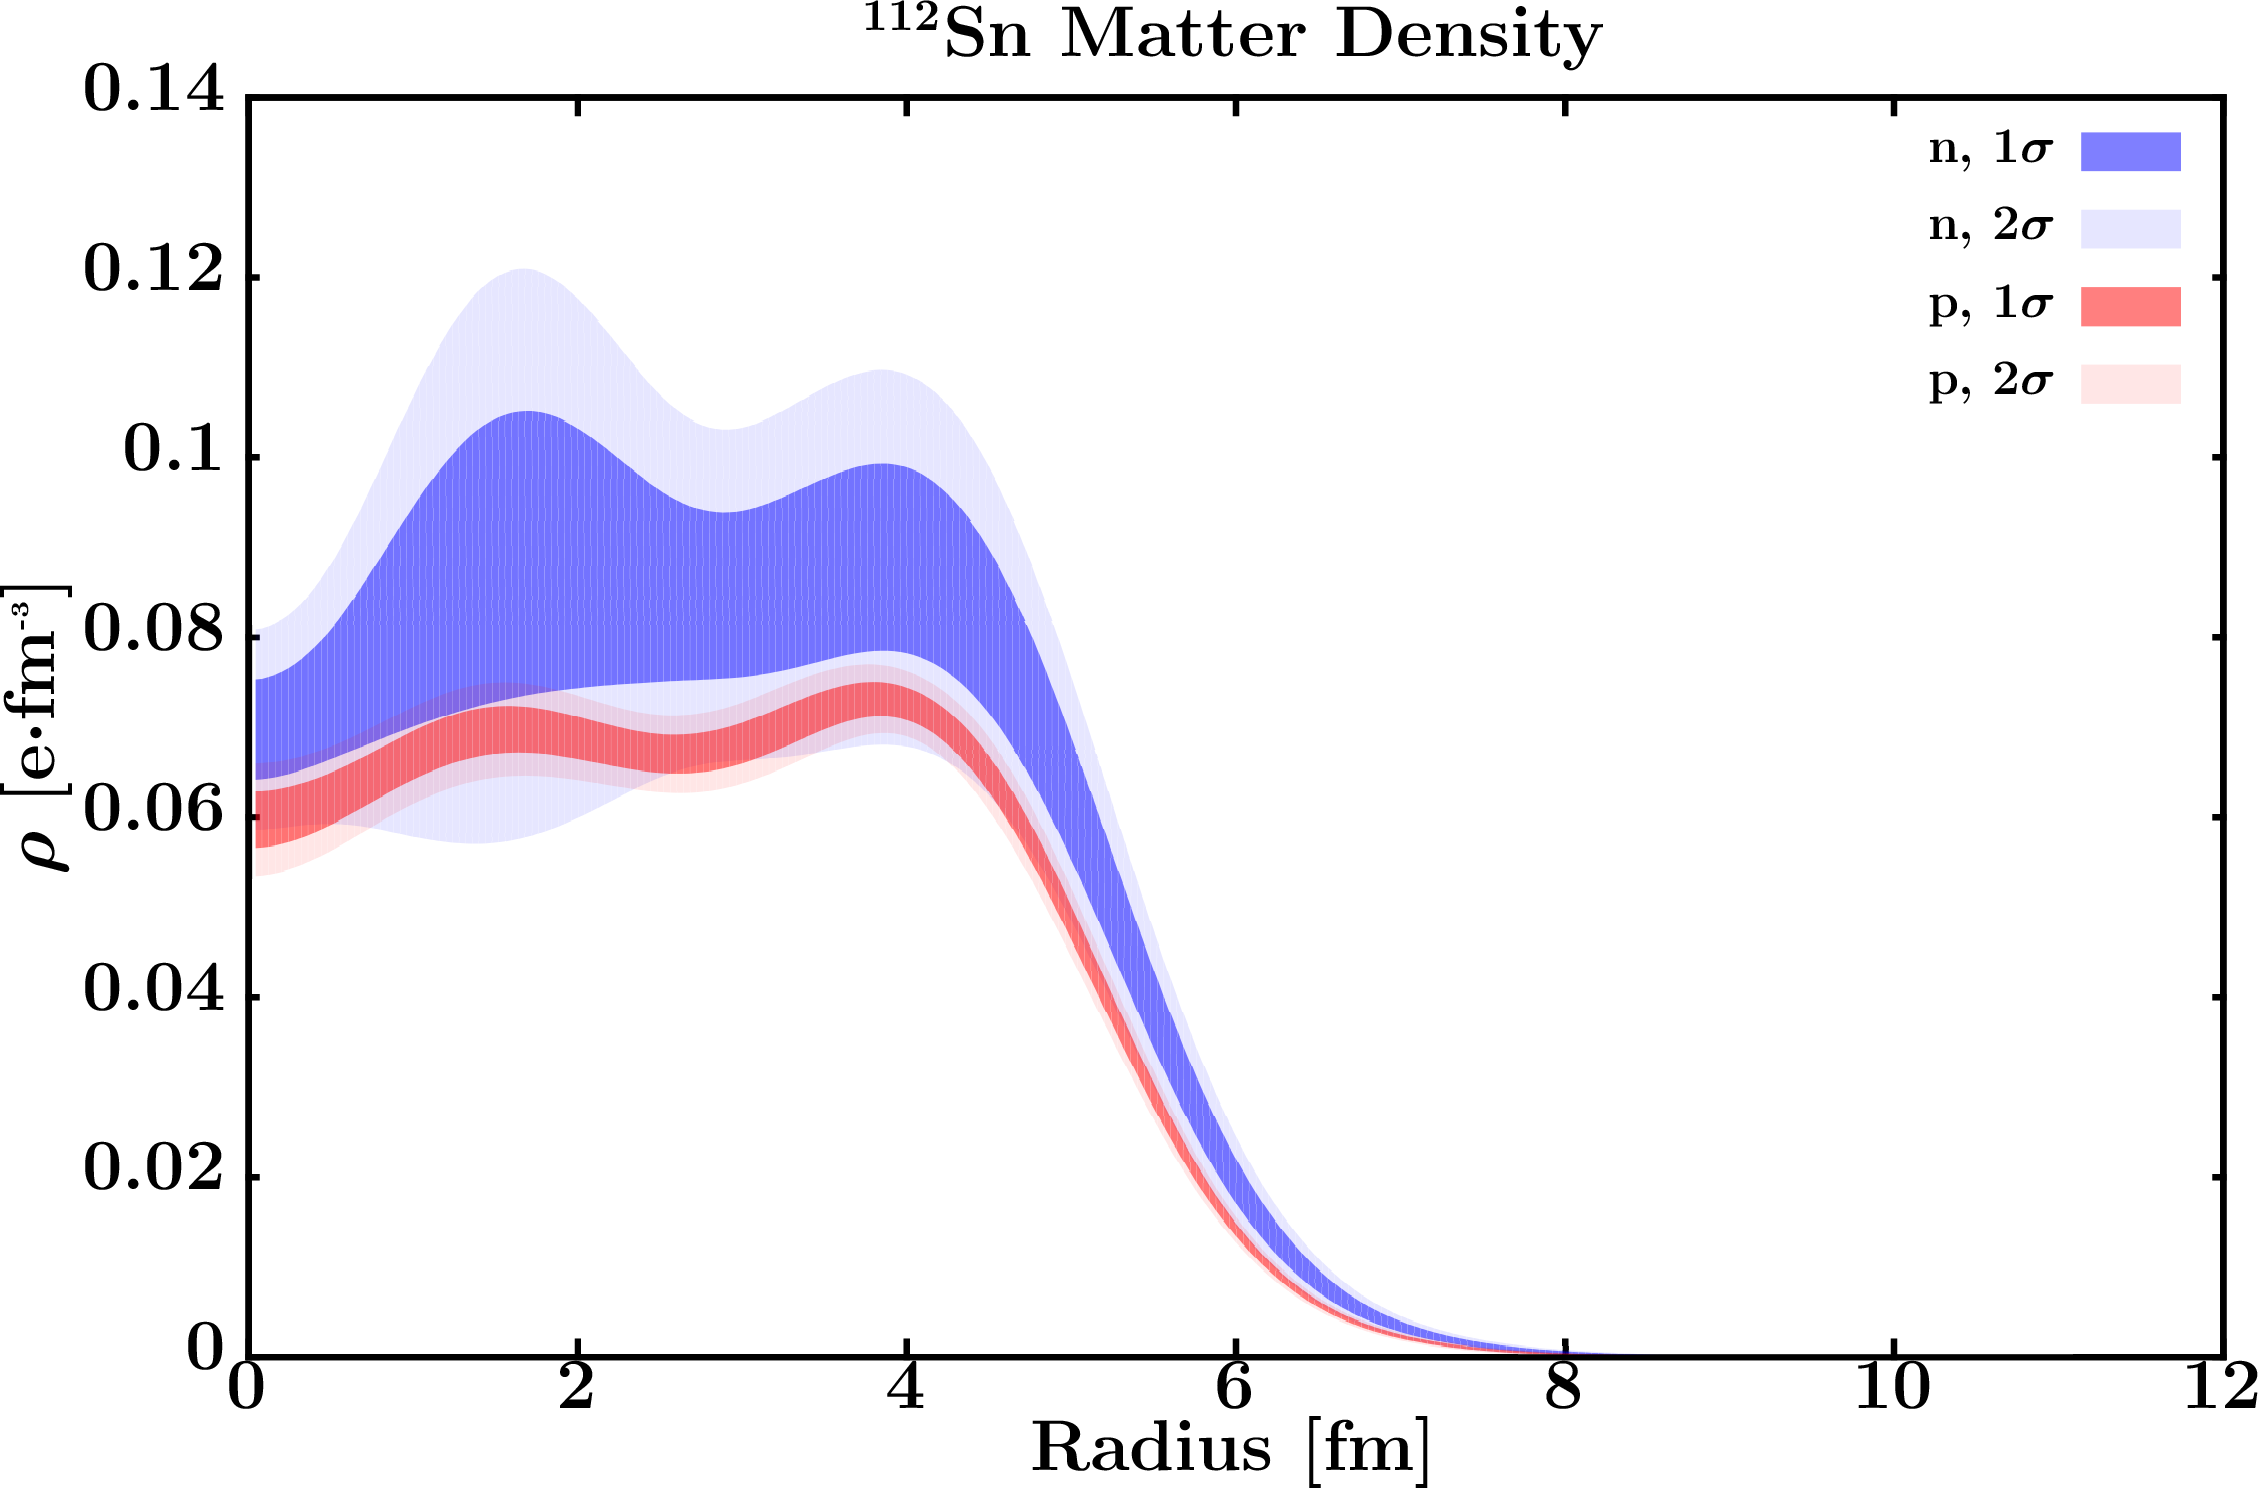 ¹¹²Sn Matter Density
0.14
0.12
0.1
0.08
0.06
0.04
0.02
0
ρ [e·fm⁻³]
n, 1σ
n, 2σ
p, 1σ
p, 2σ
0 2 4 6 8 10 12
Radius [fm]